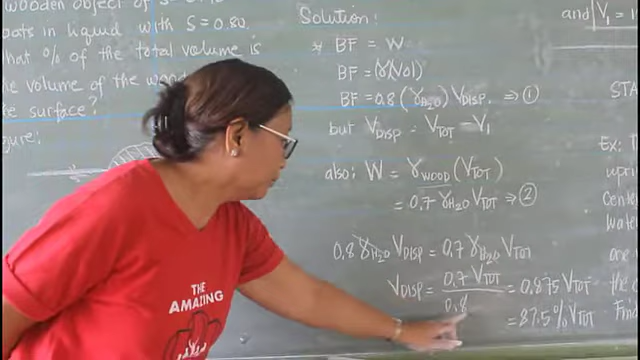 wooden object of S = 0.70
oats in liquid with S = 0.80.
hat % of the total volume is
he volume of the wood
e surface?
gure:
Solution:
BF = W
BF = γ(Vol)
BF = 0.8 (γH₂O) VDISP. ⇒ ①
but VDISP = VTOT − V₁
also; W = γWOOD (VTOT)
= 0.7 γH₂O VTOT ⇒ ②
0.8 γH₂O VDISP = 0.7 γH₂O VTOT
VDISP = 0.7 VTOT / 0.8 = 0.875 VTOT
= 87.5% VTOT
and V₁ = 1
STA
Ex:
upri
Cente
wate
one
the c
Find
THE
AMAZING